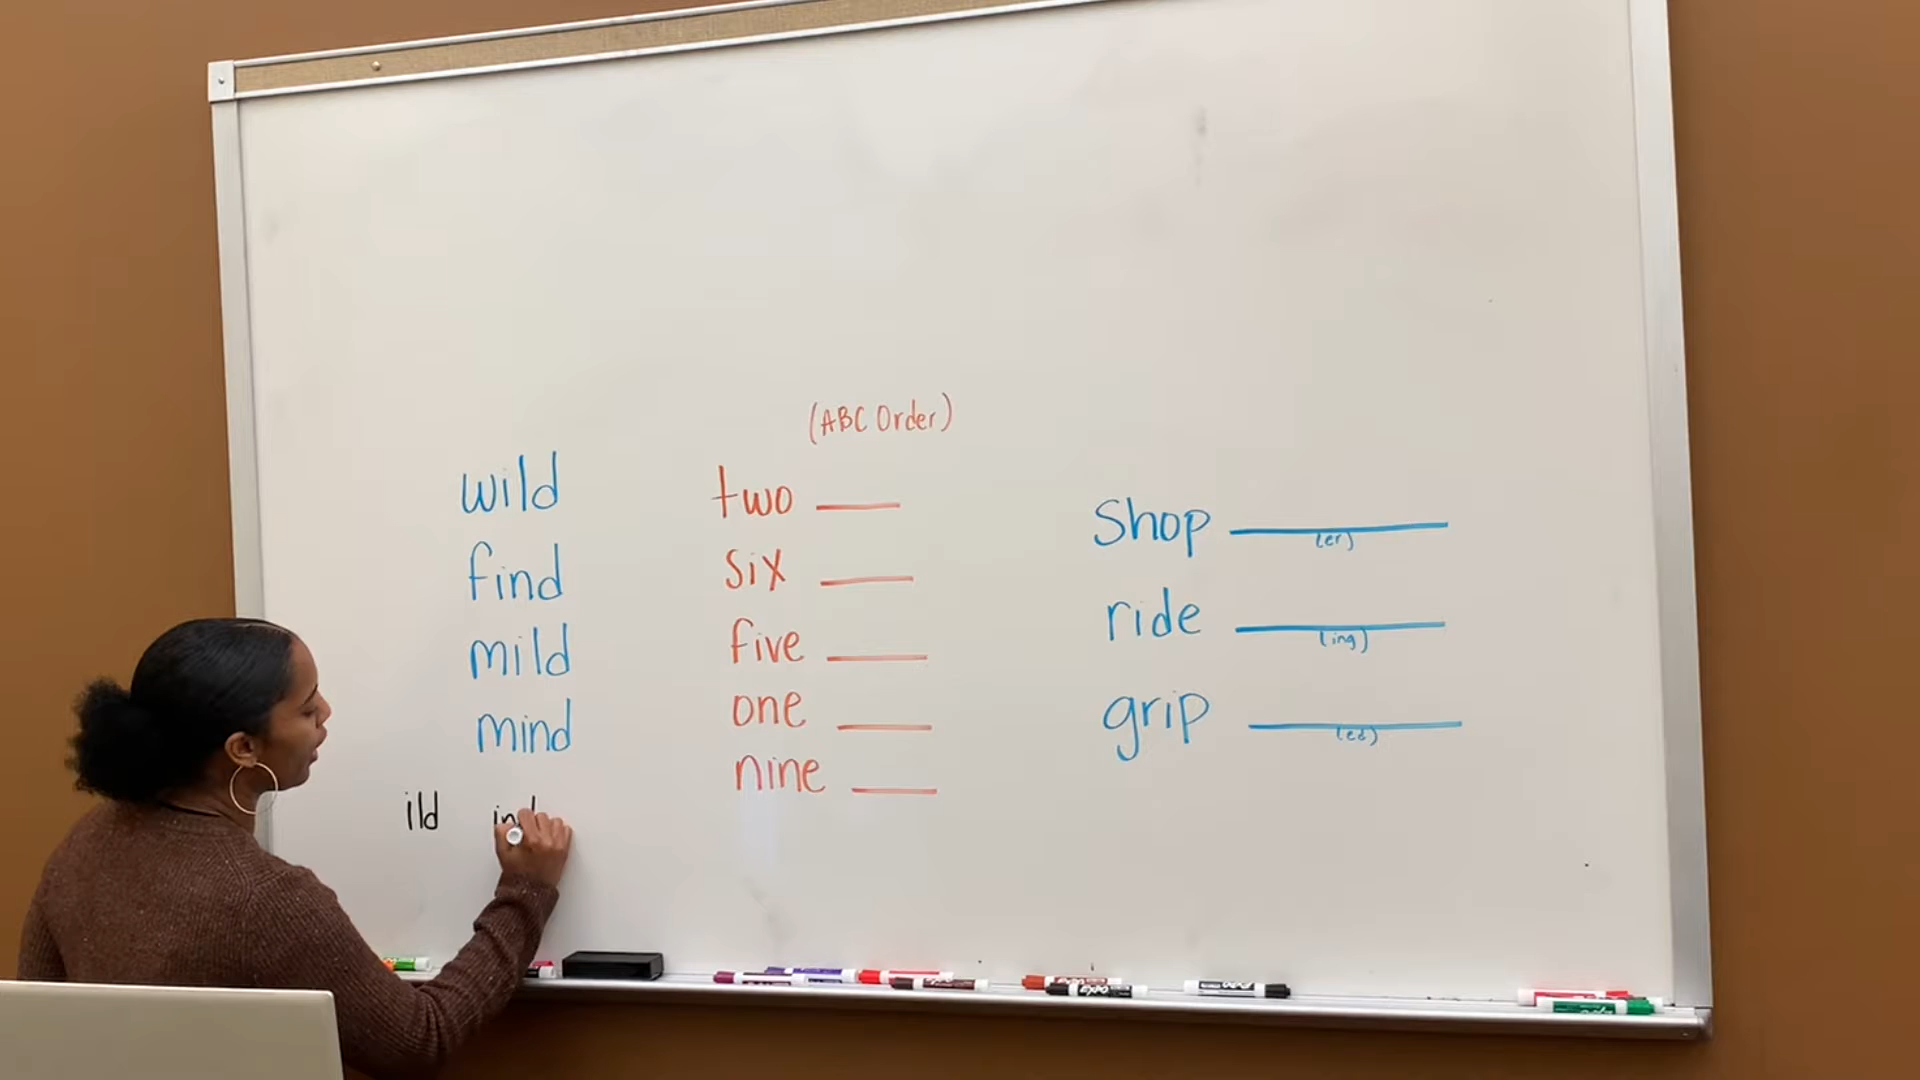 wild
find
mild
mind
ild
(ABC Order)
two
six
five
one
nine
Shop
(er)
ride
(ing)
grip
(ed)